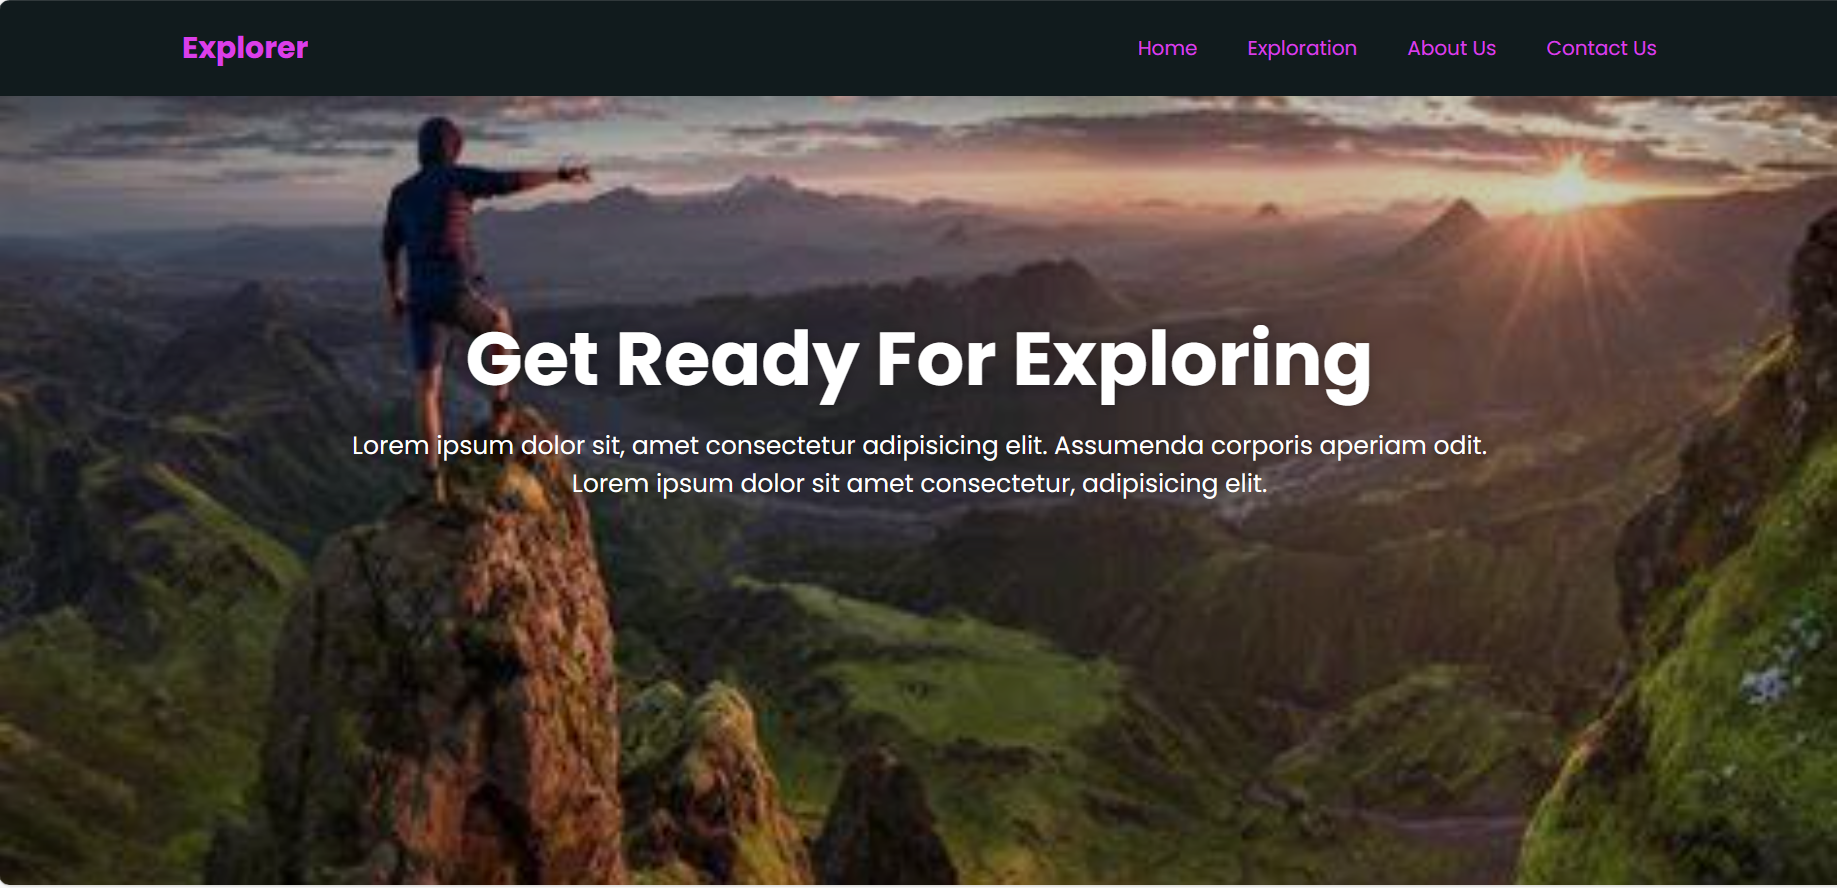 Explorer
Home Exploration About Us Contact Us
Get Ready For Exploring
Lorem ipsum dolor sit, amet consectetur adipisicing elit. Assumenda corporis aperiam odit.
Lorem ipsum dolor sit amet consectetur, adipisicing elit.